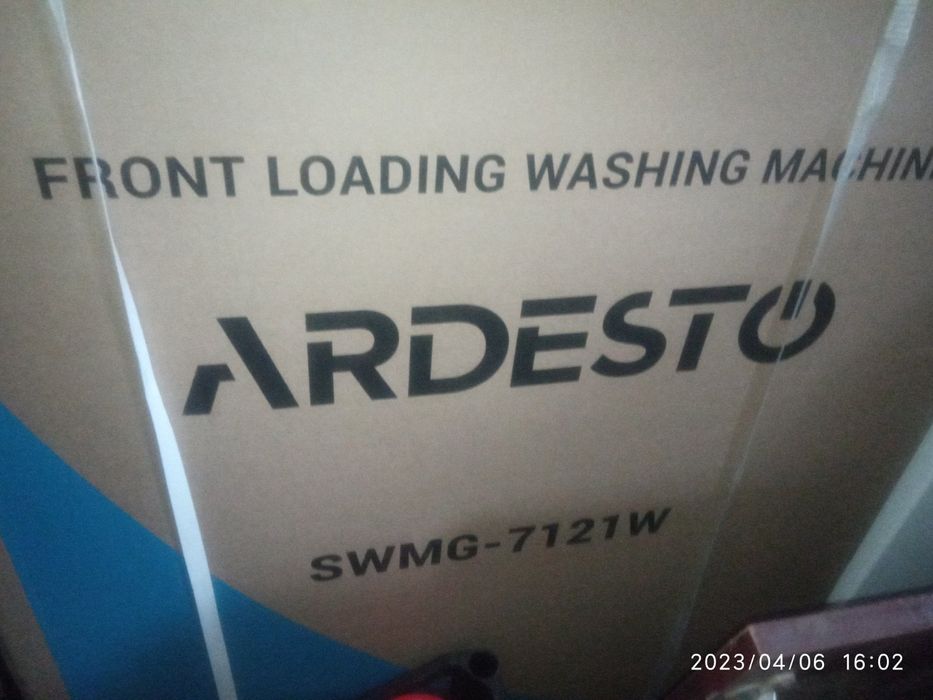 FRONT LOADING WASHING MACHIN
ARDESTO
SWMG-7121W
2023/04/06 16:02